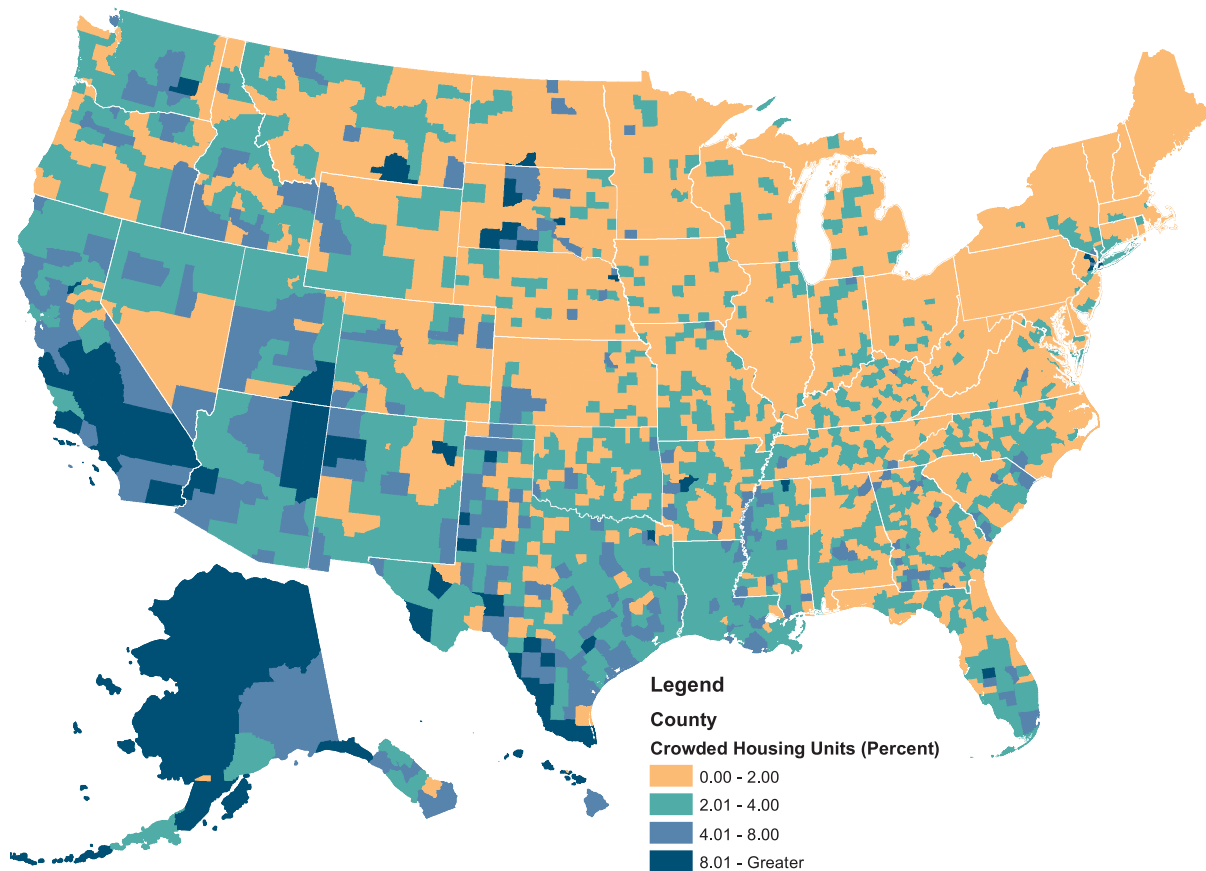 Legend
County
Crowded Housing Units (Percent)
0.00 - 2.00
2.01 - 4.00
4.01 - 8.00
8.01 - Greater